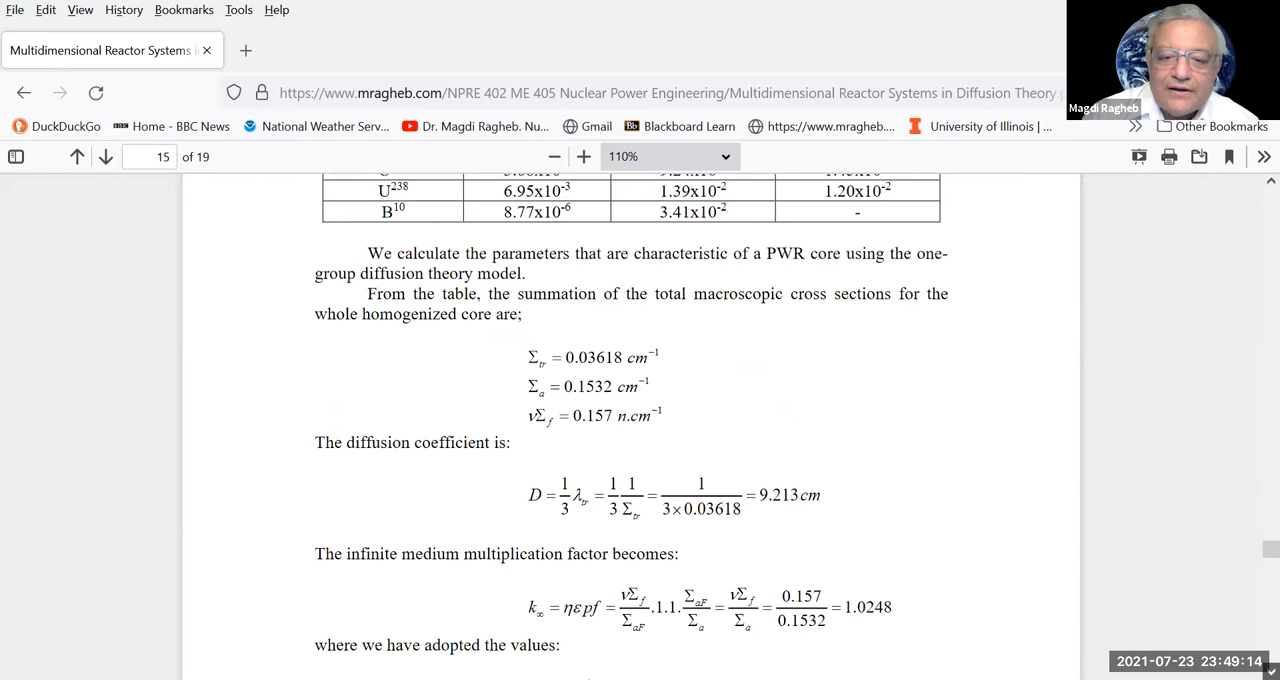 File Edit View History Bookmarks Tools Help
Multidimensional Reactor Systems i
https://www.mragheb.com/NPRE 402 ME 405 Nuclear Power Engineering/Multidimensional Reactor Systems in Diffusion Theory.p
Magdi Ragheb
DuckDuckGo Home - BBC News National Weather Serv... Dr. Magdi Ragheb. Nu... Gmail Blackboard Learn https://www.mragheb.... University of Illinois |... Other Bookmarks
15 of 19 110%
U²³⁸ 6.95x10⁻³ 1.39x10⁻² 1.20x10⁻²
B¹⁰ 8.77x10⁻⁶ 3.41x10⁻² -
We calculate the parameters that are characteristic of a PWR core using the one-
group diffusion theory model.
From the table, the summation of the total macroscopic cross sections for the
whole homogenized core are;
Σtr = 0.03618 cm⁻¹
Σa = 0.1532 cm⁻¹
νΣf = 0.157 n.cm⁻¹
The diffusion coefficient is:
D = 1/3 λtr = 1/3 1/Σtr = 1/(3×0.03618) = 9.213cm
The infinite medium multiplication factor becomes:
k∞ = ηεpf = νΣf/ΣaF .1.1. ΣaF/Σa = νΣf/Σa = 0.157/0.1532 = 1.0248
where we have adopted the values:
2021-07-23 23:49:14